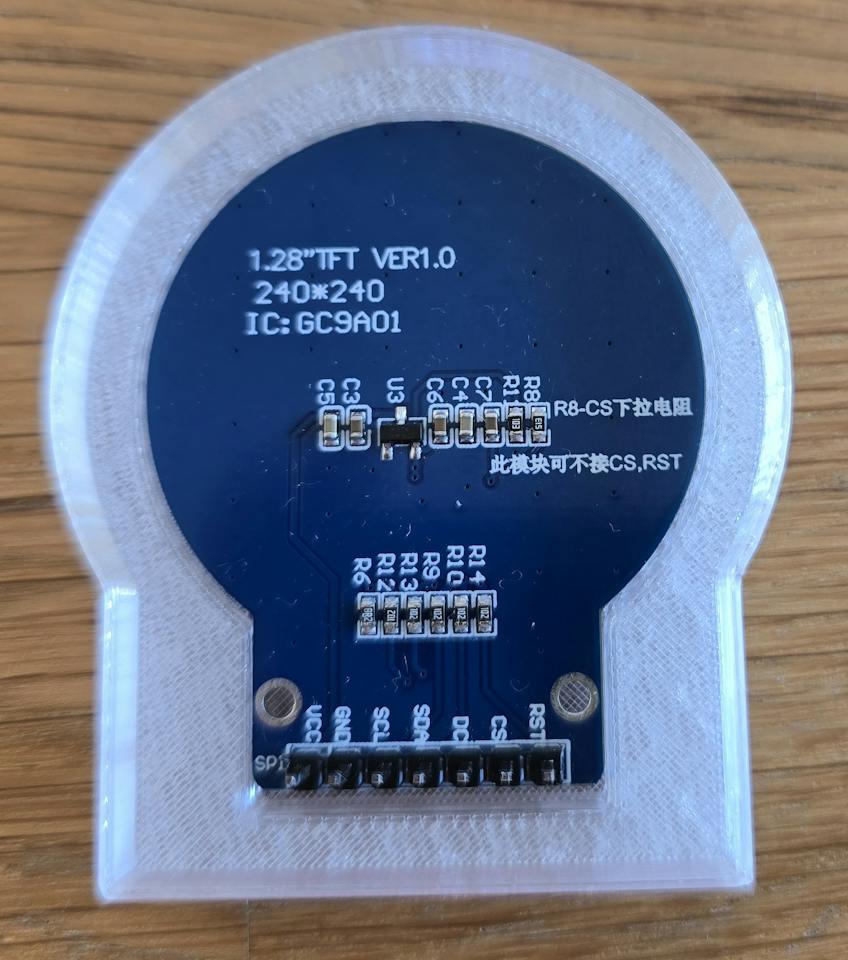 1.28"TFT VER1.0
240*240
IC:GC9A01
C5 C3 U3 C6 C4 C7 R11 R8
R8-CS下拉电阻
此模块可不接CS,RST
R6 R12 R13 R9 R10 R14
VCC GND SCL SDA DC CS RST